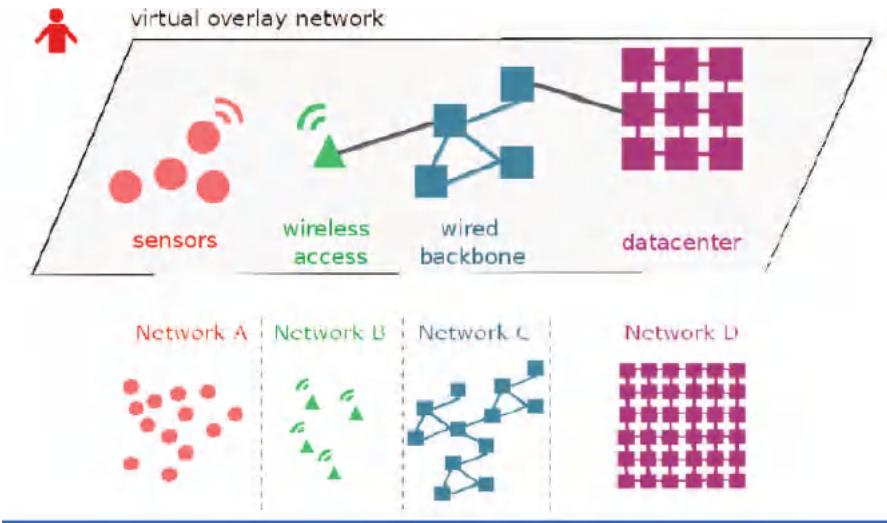 virtual overlay network
sensors
wireless
access
wired
backbone
datacenter
Network A
Network B
Network C
Network D